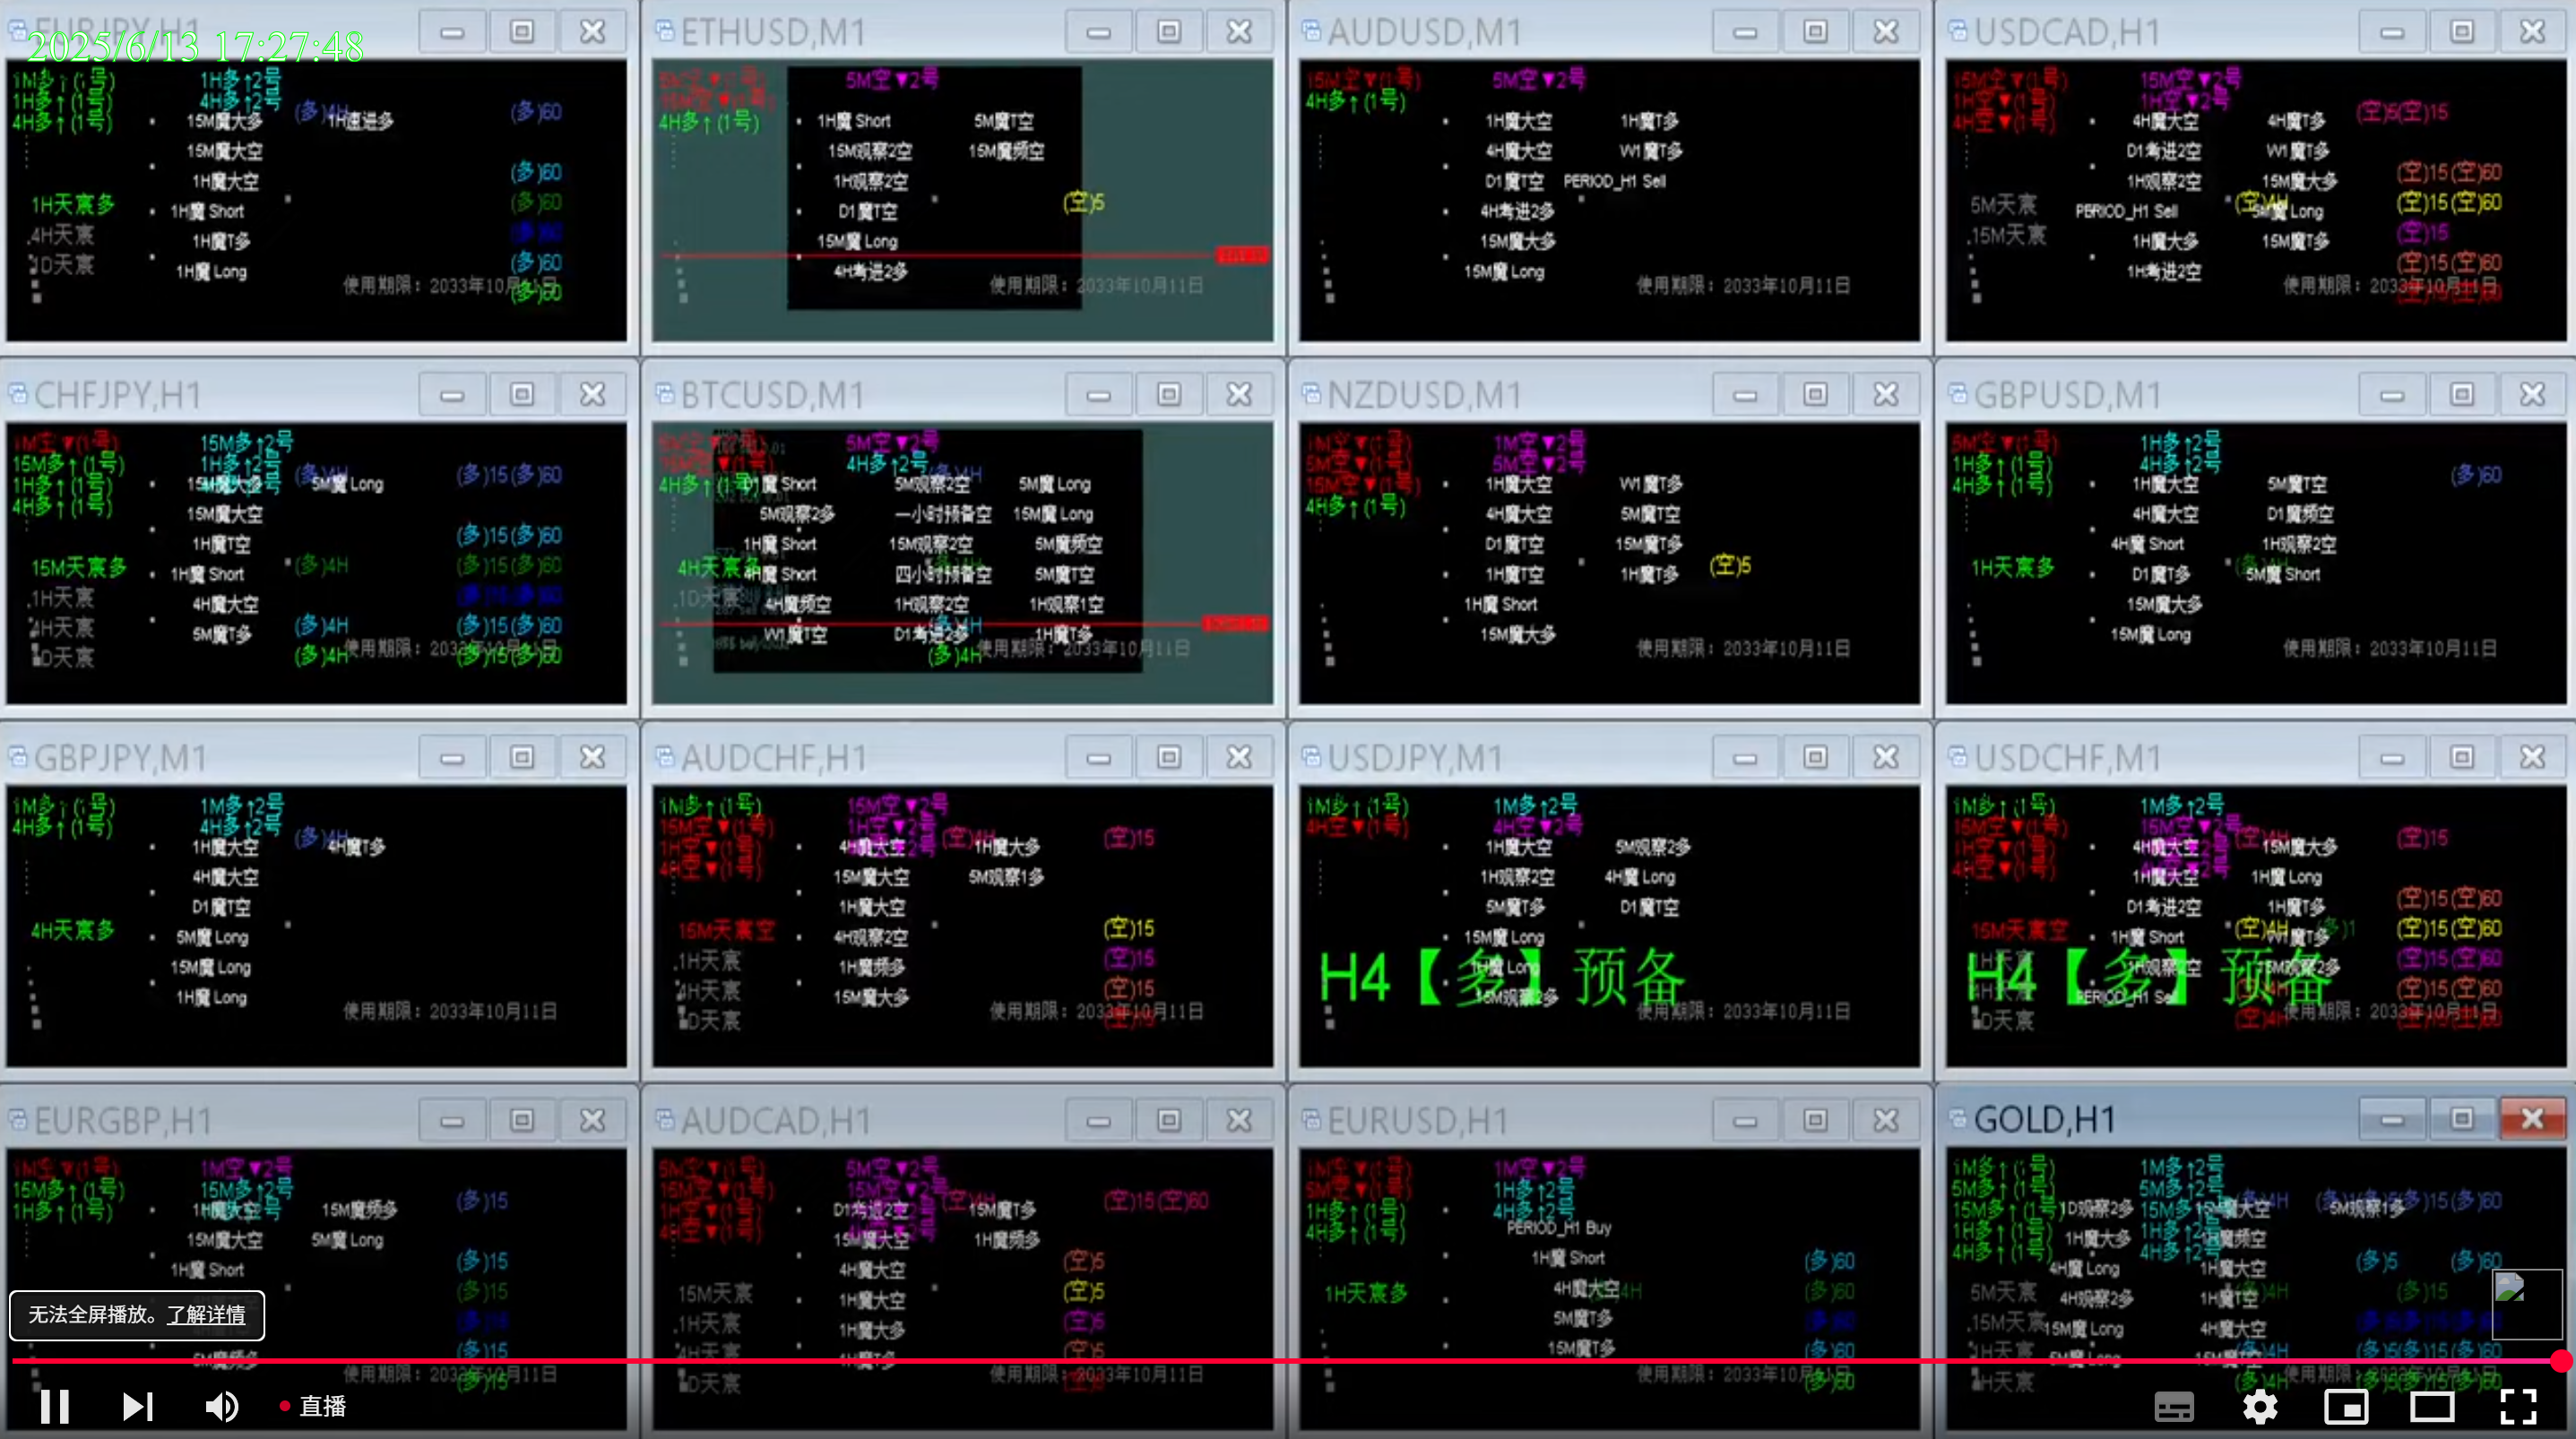 EURJPY,H1
2025/6/13 17:27:48
1M多↑(1号) 1H多↑2号
1H多↑(1号) 4H多↑2号
4H多↑(1号) 15M魔大多 (多)4H 1H速进多 (多)60
15M魔大空
1H魔大空 (多)60
1H天宸多 1H魔 Short (多)60
4H天宸 1H魔T多
1D天宸 1H魔 Long (多)60
使用期限：2033年10月11日
(多)60
ETHUSD,M1
5M空▼2号
4H多↑(1号) 1H魔 Short 5M魔T空
15M观察2空 15M魔频空
1H观察2空
D1魔T空 (空)5
15M魔 Long
4H考进2多
使用期限：2033年10月11日
AUDUSD,M1
15M空▼(1号) 5M空▼2号
4H多↑(1号)
1H魔大空 1H魔T多
4H魔大空 W1魔T多
D1魔T空 PERIOD_H1 Sell
4H考进2多
15M魔大多
15M魔 Long
使用期限：2033年10月11日
USDCAD,H1
15M空▼(1号) 15M空▼2号
1H空▼(1号) 1H空▼2号
4H空▼(1号) 4H魔大空 4H魔T多 (空)5(空)15
D1考进2空 W1魔T多
1H观察2空 15M魔大多 (空)15(空)60
5M天宸 PERIOD_H1 Sell (空)4H 5M魔 Long (空)15(空)60
15M天宸 1H魔大多 15M魔T多 (空)15
1H考进2空 (空)15(空)60
使用期限：2033年10月11日
CHFJPY,H1
1M空▼(1号) 15M多↑2号
15M多↑(1号) 1H多↑2号
1H多↑(1号) 15M魔大多 (多)4H 5M魔 Long (多)15(多)60
4H多↑(1号) 15M魔大空
1H魔T空 (多)15(多)60
15M天宸多 1H魔 Short (多)4H (多)15(多)60
1H天宸 4H魔大空
4H天宸 5M魔T多 (多)4H (多)15(多)60
1D天宸 (多)4H 使用期限：2033年10月11日 (多)15(多)60
BTCUSD,M1
5M空▼2号
4H多↑2号 (多)4H
4H多↑(1号) D1魔 Short 5M观察2空 5M魔 Long
5M观察2多 一小时预备空 15M魔 Long
1H魔 Short 15M观察2空 5M魔频空
4H天宸多 4H魔 Short 四小时预备空 5M魔T空
1D天宸 4H魔频空 1H观察2空 1H观察1空
W1魔T空 D1考进2多 1H魔T多
(多)4H 使用期限：2033年10月11日
NZDUSD,M1
1M空▼(1号) 1M空▼2号
5M空▼(1号) 5M空▼2号
15M空▼(1号) 1H魔大空 W1魔T多
4H多↑(1号) 4H魔大空 5M魔T空
D1魔T空 15M魔T多 (空)5
1H魔T空 1H魔T多
1H魔 Short
15M魔大多
使用期限：2033年10月11日
GBPUSD,M1
5M空▼(1号) 1H多↑2号
1H多↑(1号) 4H多↑2号
4H多↑(1号) 1H魔大空 5M魔T空 (多)60
4H魔大空 D1魔频空
4H魔 Short 1H观察2空
1H天宸多 D1魔T多 5M魔 Short
15M魔大多
15M魔 Long
使用期限：2033年10月11日
GBPJPY,M1
1M多↑(1号) 1M多↑2号
4H多↑(1号) 4H多↑2号
1H魔大空 (多)4H 4H魔T多
4H魔大空
D1魔T空
4H天宸多 5M魔 Long
15M魔 Long
1H魔 Long
使用期限：2033年10月11日
AUDCHF,H1
1M多↑(1号) 15M空▼2号
15M空▼(1号) 1H空▼2号
1H空▼(1号) 4H魔大空 (空)4H 1H魔大多 (空)15
4H空▼(1号) 15M魔大空 5M观察1多
1H魔大空
15M天宸空 4H观察2空 (空)15
1H天宸 1H魔频多 (空)15
4H天宸 15M魔大多 (空)15
1D天宸 使用期限：2033年10月11日
USDJPY,M1
1M多↑(1号) 1M多↑2号
4H空▼(1号) 4H空▼2号
1H魔大空 5M观察2多
1H观察2空 4H魔 Long
5M魔T多 D1魔T空
15M魔 Long
1H魔 Long
H4【多】预备
15M观察2多
使用期限：2033年10月11日
USDCHF,M1
1M多↑(1号) 1M多↑2号
15M空▼(1号) 15M空▼2号 (空)4H (空)15
1H空▼(1号) 4H魔大空 15M魔大多
4H空▼(1号) 1H魔大空 1H魔 Long
D1考进2空 1H魔T多 (空)15(空)60
15M天宸空 1H魔 Short (空)4H W1魔T多 (空)15(空)60
1H观察2空 15M观察2多 (空)15(空)60
H4【多】预备
PERIOD_H1 Sell (空)15(空)60
1D天宸 (空)4H 使用期限：2033年10月11日
EURGBP,H1
1M空▼(1号) 1M空▼2号
15M多↑(1号) 15M多↑2号
1H多↑(1号) 1H魔大空 15M魔频多 (多)15
15M魔大空 5M魔 Long
1H魔 Short (多)15
(多)15
(多)15
5M魔频多
使用期限：2033年10月11日
(多)15
AUDCAD,H1
5M空▼(1号) 5M空▼2号
15M空▼(1号) 15M空▼2号
1H空▼(1号) D1考进2空 (空)4H 15M魔T多 (空)15(空)60
4H空▼(1号) 15M魔大空 1H魔频多
4H魔大空 (空)5
15M天宸 1H魔大空 (空)5
1H天宸 1H魔大多 (空)5
4H天宸 4H魔T多 (空)5
1D天宸 使用期限：2033年10月11日
EURUSD,H1
1M空▼(1号) 1M空▼2号
5M空▼(1号) 1H多↑2号
1H多↑(1号) 4H多↑2号
4H多↑(1号) PERIOD_H1 Buy
1H魔 Short (多)60
1H天宸多 4H魔大空 (多)60
5M魔T多
15M魔T多 (多)60
使用期限：2033年10月11日
(多)60
GOLD,H1
1M多↑(1号) 1M多↑2号
5M多↑(1号) 5M多↑2号
15M多↑(1号) 1D观察2多 15M多↑2号 15M魔大空 5M观察1多 (多)15(多)60
1H多↑(1号) 1H魔大多 1H多↑2号
4H多↑(1号) 4H魔 Long 4H多↑2号 1H魔大空 (多)5 (多)60
5M天宸 4H观察2多 1H魔T空 (多)15
15M天宸 15M魔 Long 4H魔大空
1H天宸 (多)4H (多)5(多)15(多)60
4H天宸 (多)4H 使用期限：2033年10月11日
无法全屏播放。了解详情
直播